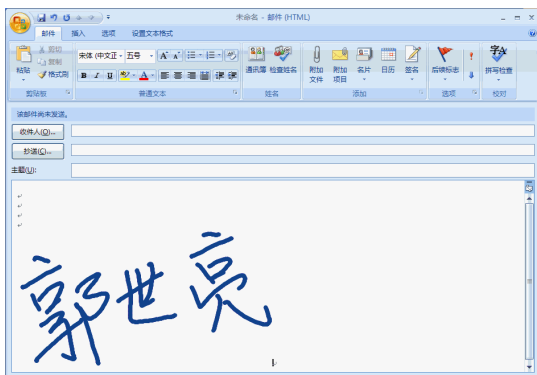 未命名 - 邮件 (HTML)
邮件 插入 选项 设置文本格式
粘贴
剪切
复制
格式刷
剪贴板
宋体 (中文正 五号
B I U
普通文本
通讯簿 检查姓名
姓名
附加文件 附加项目 名片 日历 签名
添加
后续标志
选项
拼写检查
校对
该邮件尚未发送。
收件人(O)...
抄送(C)...
主题(U):
郭世亮